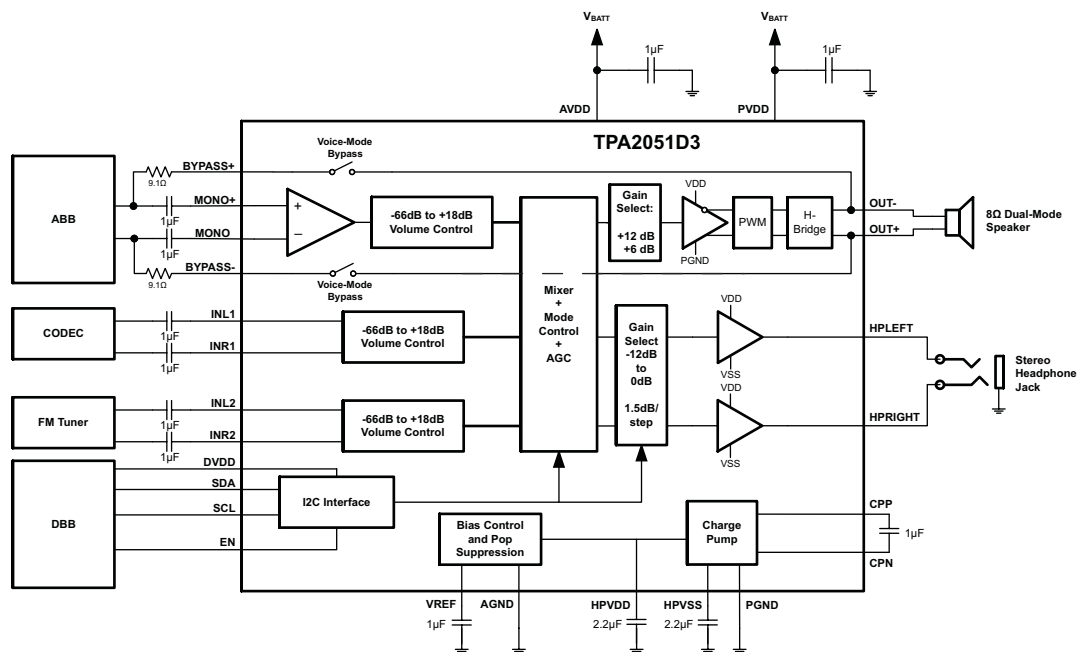 VBATT
VBATT
1µF
1µF
AVDD
PVDD
TPA2051D3
Voice-Mode
Bypass
BYPASS+
9.1Ω
ABB
MONO+
1µF
MONO
1µF
BYPASS-
9.1Ω
+
–
-66dB to +18dB
Volume Control
Voice-Mode
Bypass
Gain
Select:
+12 dB
+6 dB
VDD
PGND
PWM
H-
Bridge
OUT-
OUT+
8Ω Dual-Mode
Speaker
CODEC
INL1
1µF
INR1
1µF
-66dB to +18dB
Volume Control
Mixer
+
Mode
Control
+
AGC
Gain
Select
-12dB
to
0dB
1.5dB/
step
VDD
VSS
HPLEFT
Stereo
Headphone
Jack
FM Tuner
INL2
1µF
INR2
1µF
-66dB to +18dB
Volume Control
VDD
VSS
HPRIGHT
DBB
DVDD
SDA
SCL
EN
I2C Interface
Bias Control
and Pop
Suppression
Charge
Pump
CPP
1µF
CPN
VREF
AGND
HPVDD
HPVSS
PGND
1µF
2.2µF
2.2µF